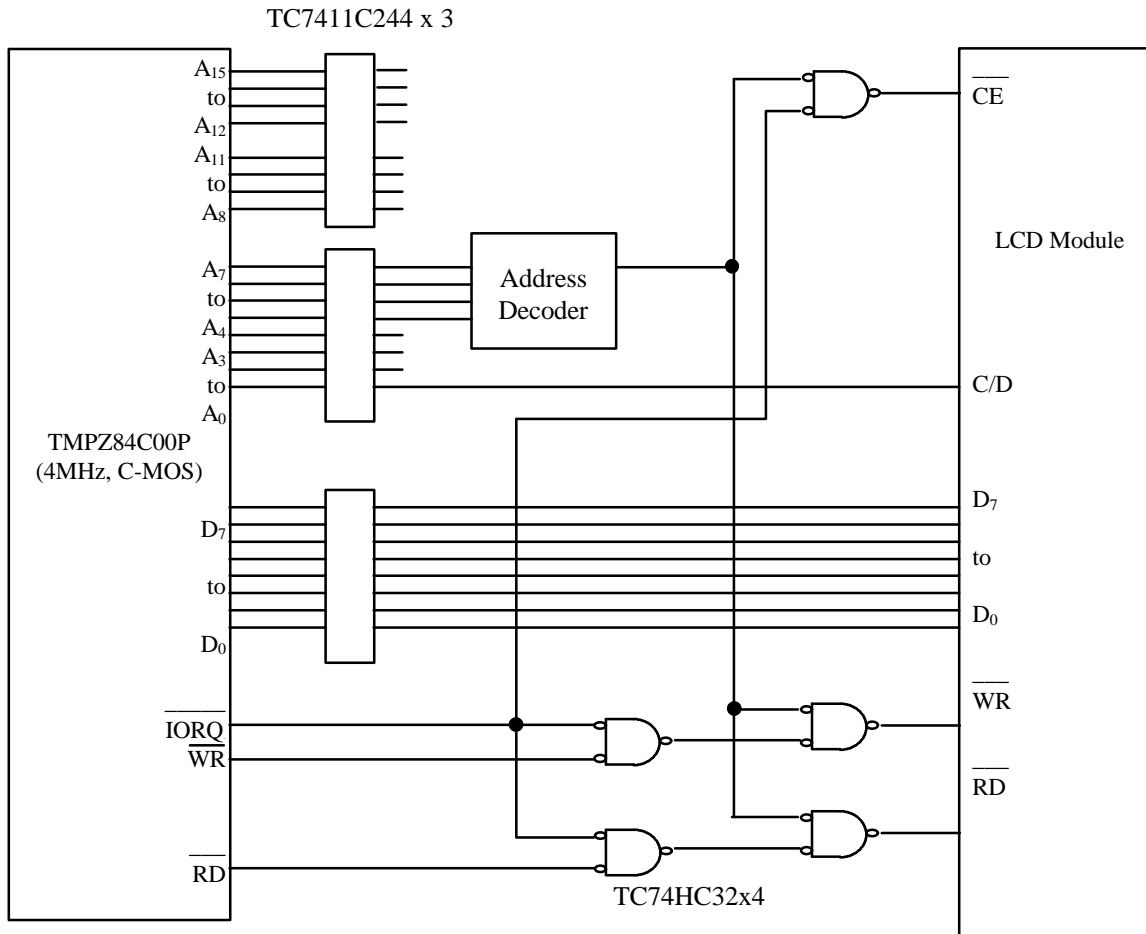 TC7411C244 x 3
A15
to
A12
A11
to
A8
A7
to
A4
A3
to
A0
TMPZ84C00P
(4MHz, C-MOS)
D7
to
D0
IORQ
WR
RD
Address
Decoder
TC74HC32x4
CE
LCD Module
C/D
D7
to
D0
WR
RD